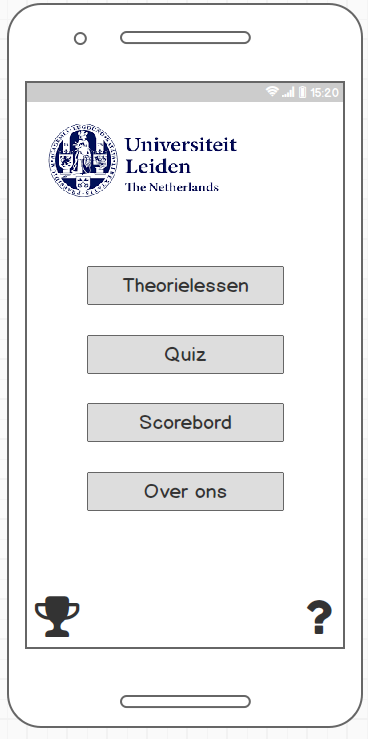 15:20
Universiteit
Leiden
The Netherlands
Theorielessen
Quiz
Scorebord
Over ons
?